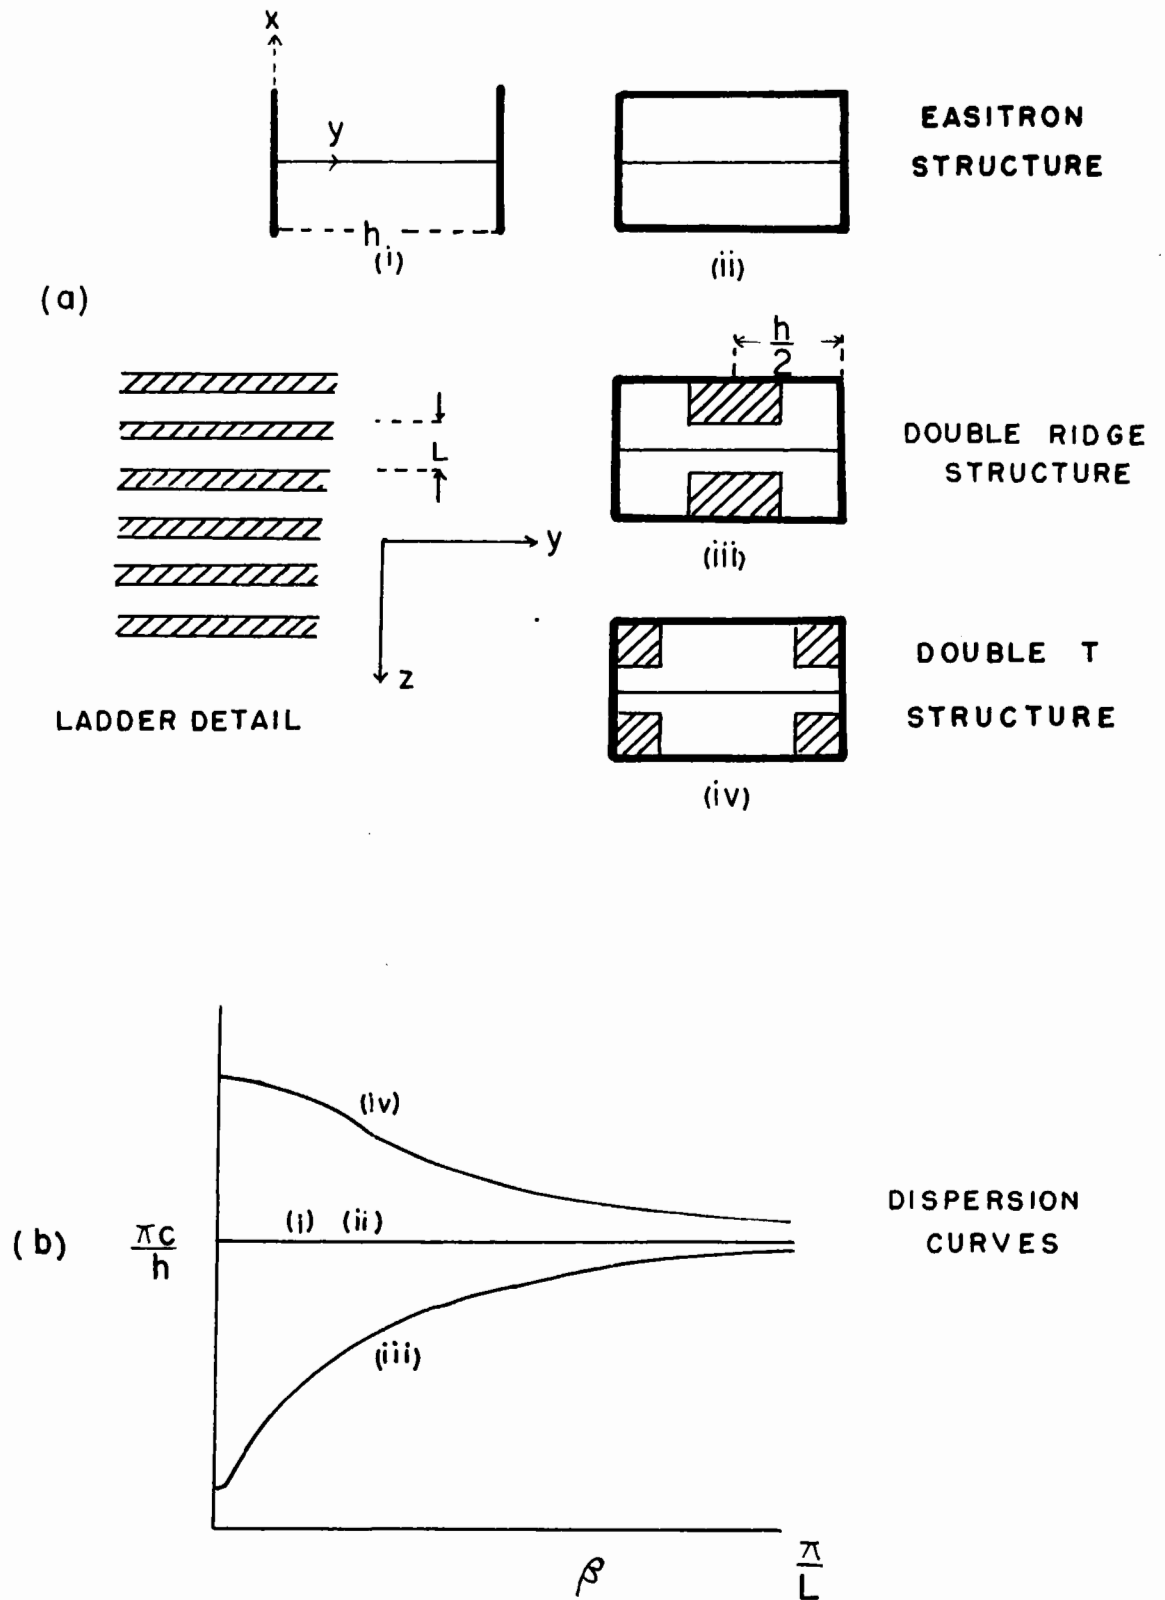 x
y
h
(i)
(ii)
EASITRON
STRUCTURE
(a)
h
2
L
y
z
(iii)
DOUBLE RIDGE
STRUCTURE
LADDER DETAIL
(iv)
DOUBLE T
STRUCTURE
(iv)
(b)
πc
h
(i) (ii)
(iii)
DISPERSION
CURVES
β
π
L